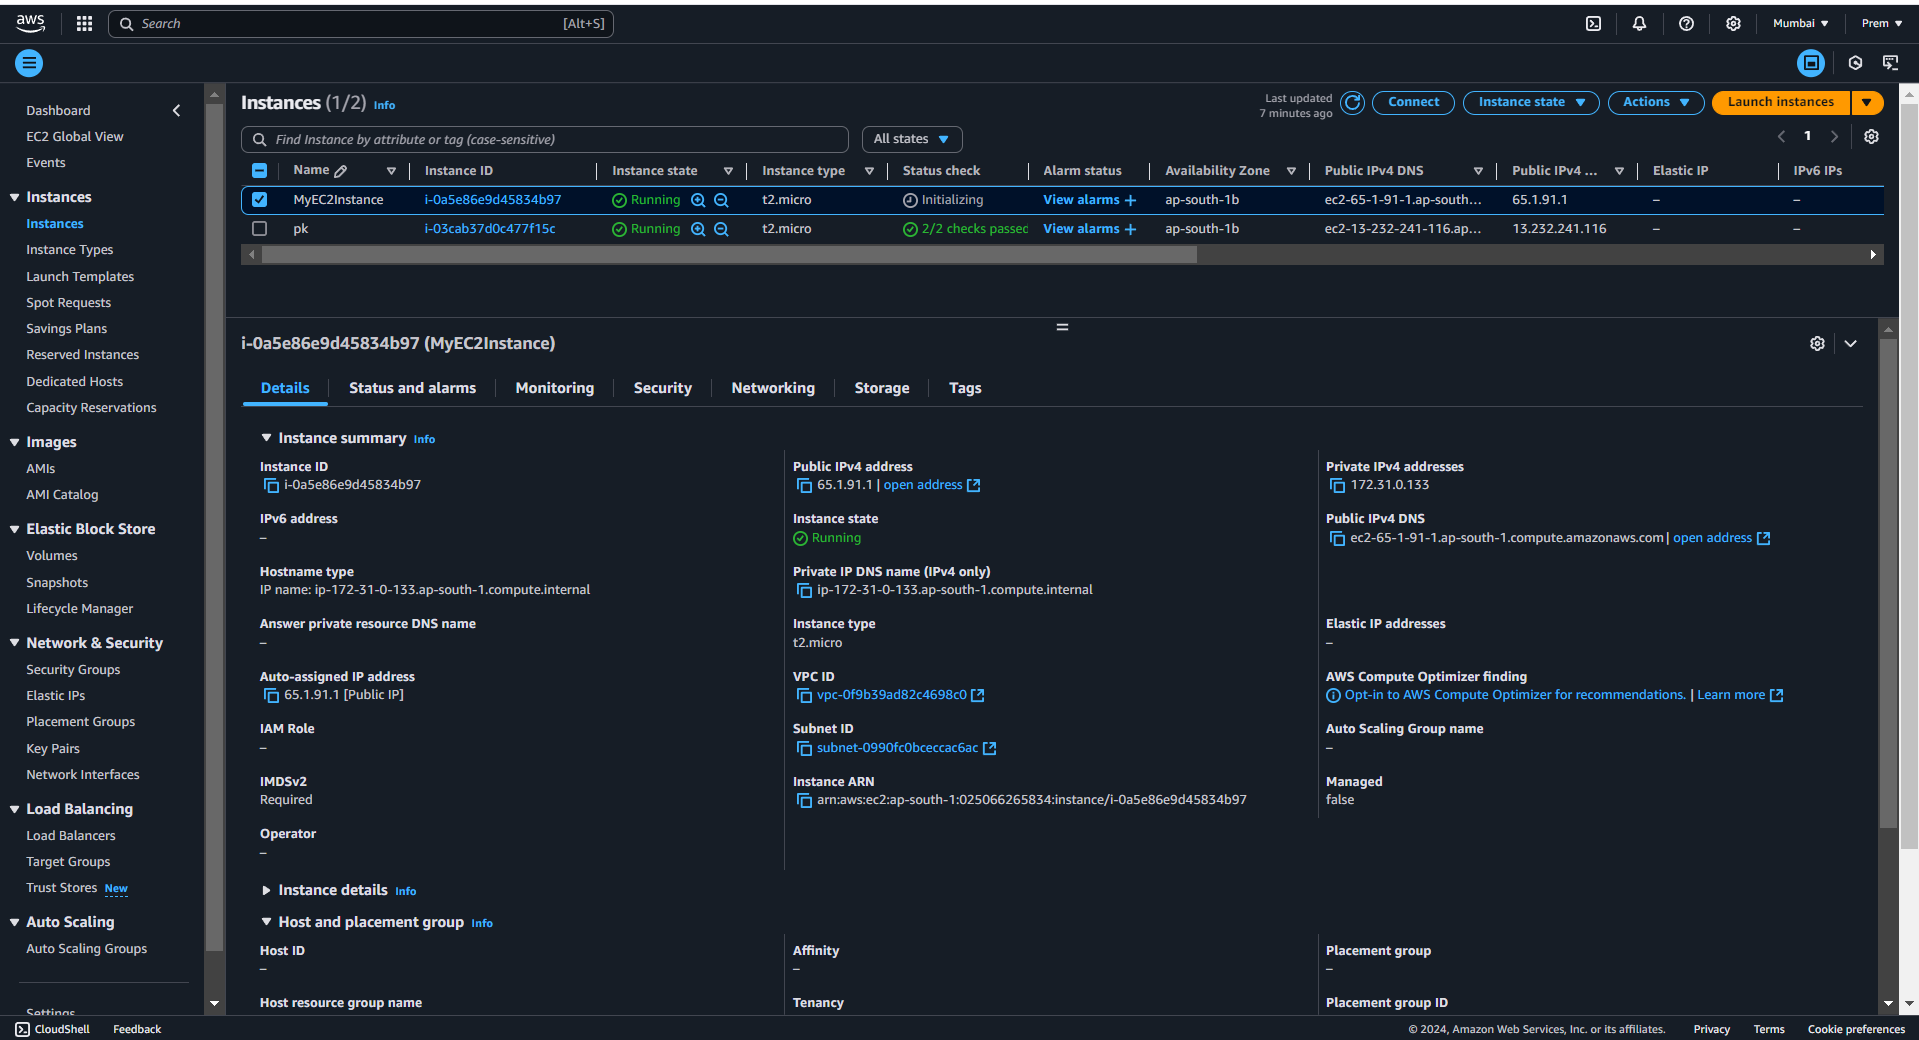 aws Search [Alt+S] Mumbai ▼ Prem ▼
Dashboard
EC2 Global View
Events
Instances
Instances
Instance Types
Launch Templates
Spot Requests
Savings Plans
Reserved Instances
Dedicated Hosts
Capacity Reservations
Images
AMIs
AMI Catalog
Elastic Block Store
Volumes
Snapshots
Lifecycle Manager
Network & Security
Security Groups
Elastic IPs
Placement Groups
Key Pairs
Network Interfaces
Load Balancing
Load Balancers
Target Groups
Trust Stores New
Auto Scaling
Auto Scaling Groups
Settings
Instances (1/2) Info
Last updated
7 minutes ago
Connect Instance state Actions Launch instances
Find Instance by attribute or tag (case-sensitive) All states 1
Name Instance ID Instance state Instance type Status check Alarm status Availability Zone Public IPv4 DNS Public IPv4 ... Elastic IP IPv6 IPs
MyEC2Instance i-0a5e86e9d45834b97 Running t2.micro Initializing View alarms + ap-south-1b ec2-65-1-91-1.ap-south... 65.1.91.1 – –
pk i-03cab37d0c477f15c Running t2.micro 2/2 checks passed View alarms + ap-south-1b ec2-13-232-241-116.ap... 13.232.241.116 – –
i-0a5e86e9d45834b97 (MyEC2Instance)
Details Status and alarms Monitoring Security Networking Storage Tags
Instance summary Info
Instance ID
i-0a5e86e9d45834b97
Public IPv4 address
65.1.91.1 | open address
Private IPv4 addresses
172.31.0.133
IPv6 address
–
Instance state
Running
Public IPv4 DNS
ec2-65-1-91-1.ap-south-1.compute.amazonaws.com | open address
Hostname type
IP name: ip-172-31-0-133.ap-south-1.compute.internal
Private IP DNS name (IPv4 only)
ip-172-31-0-133.ap-south-1.compute.internal
Answer private resource DNS name
–
Instance type
t2.micro
Elastic IP addresses
–
Auto-assigned IP address
65.1.91.1 [Public IP]
VPC ID
vpc-0f9b39ad82c4698c0
AWS Compute Optimizer finding
Opt-in to AWS Compute Optimizer for recommendations. | Learn more
IAM Role
–
Subnet ID
subnet-0990fc0bceccac6ac
Auto Scaling Group name
–
IMDSv2
Required
Instance ARN
arn:aws:ec2:ap-south-1:025066265834:instance/i-0a5e86e9d45834b97
Managed
false
Operator
–
Instance details Info
Host and placement group Info
Host ID
–
Affinity
–
Placement group
–
Host resource group name
Tenancy
Placement group ID
CloudShell Feedback © 2024, Amazon Web Services, Inc. or its affiliates. Privacy Terms Cookie preferences